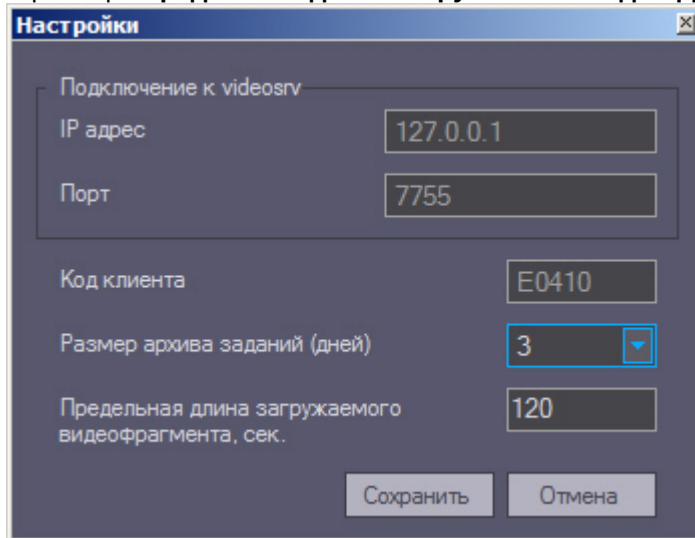 Настройки
Подключение к videosrv
IP адрес
127.0.0.1
Порт
7755
Код клиента
E0410
Размер архива заданий (дней)
3
Предельная длина загружаемого
видеофрагмента, сек.
120
Сохранить
Отмена